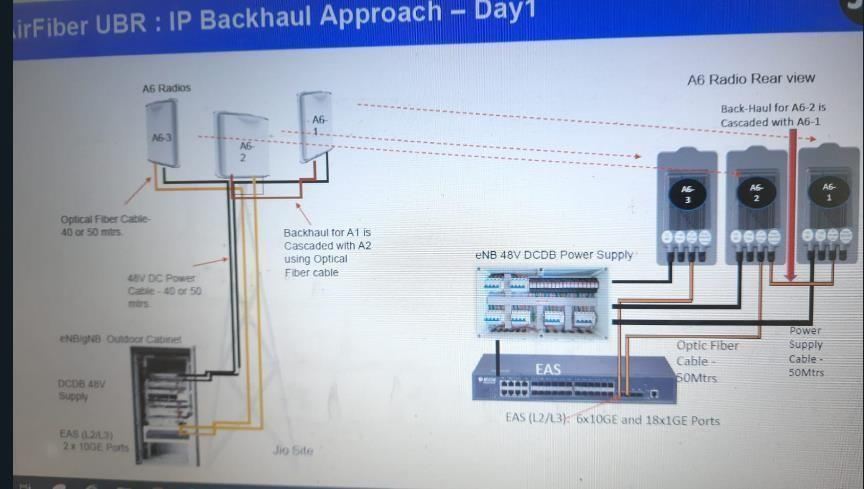 AirFiber UBR : IP Backhaul Approach – Day1
A6 Radios
A6-3
A6-
2
A6-
1
Optical Fiber Cable-
40 or 50 mtrs.
Backhaul for A1 is
Cascaded with A2
using Optical
Fiber cable
48V DC Power
Cable - 40 or 50
mtrs.
eNB/gNB Outdoor Cabinet
DCDB 48V
Supply
EAS (L2/L3)
2 x 10GE Ports
Jio Site
A6 Radio Rear view
Back-Haul for A6-2 is
Cascaded with A6-1
A6-
3
A6-
2
A6-
1
eNB 48V DCDB Power Supply
EAS
Optic Fiber
Cable -
50Mtrs
Power
Supply
Cable -
50Mtrs
EAS (L2/L3): 6x10GE and 18x1GE Ports